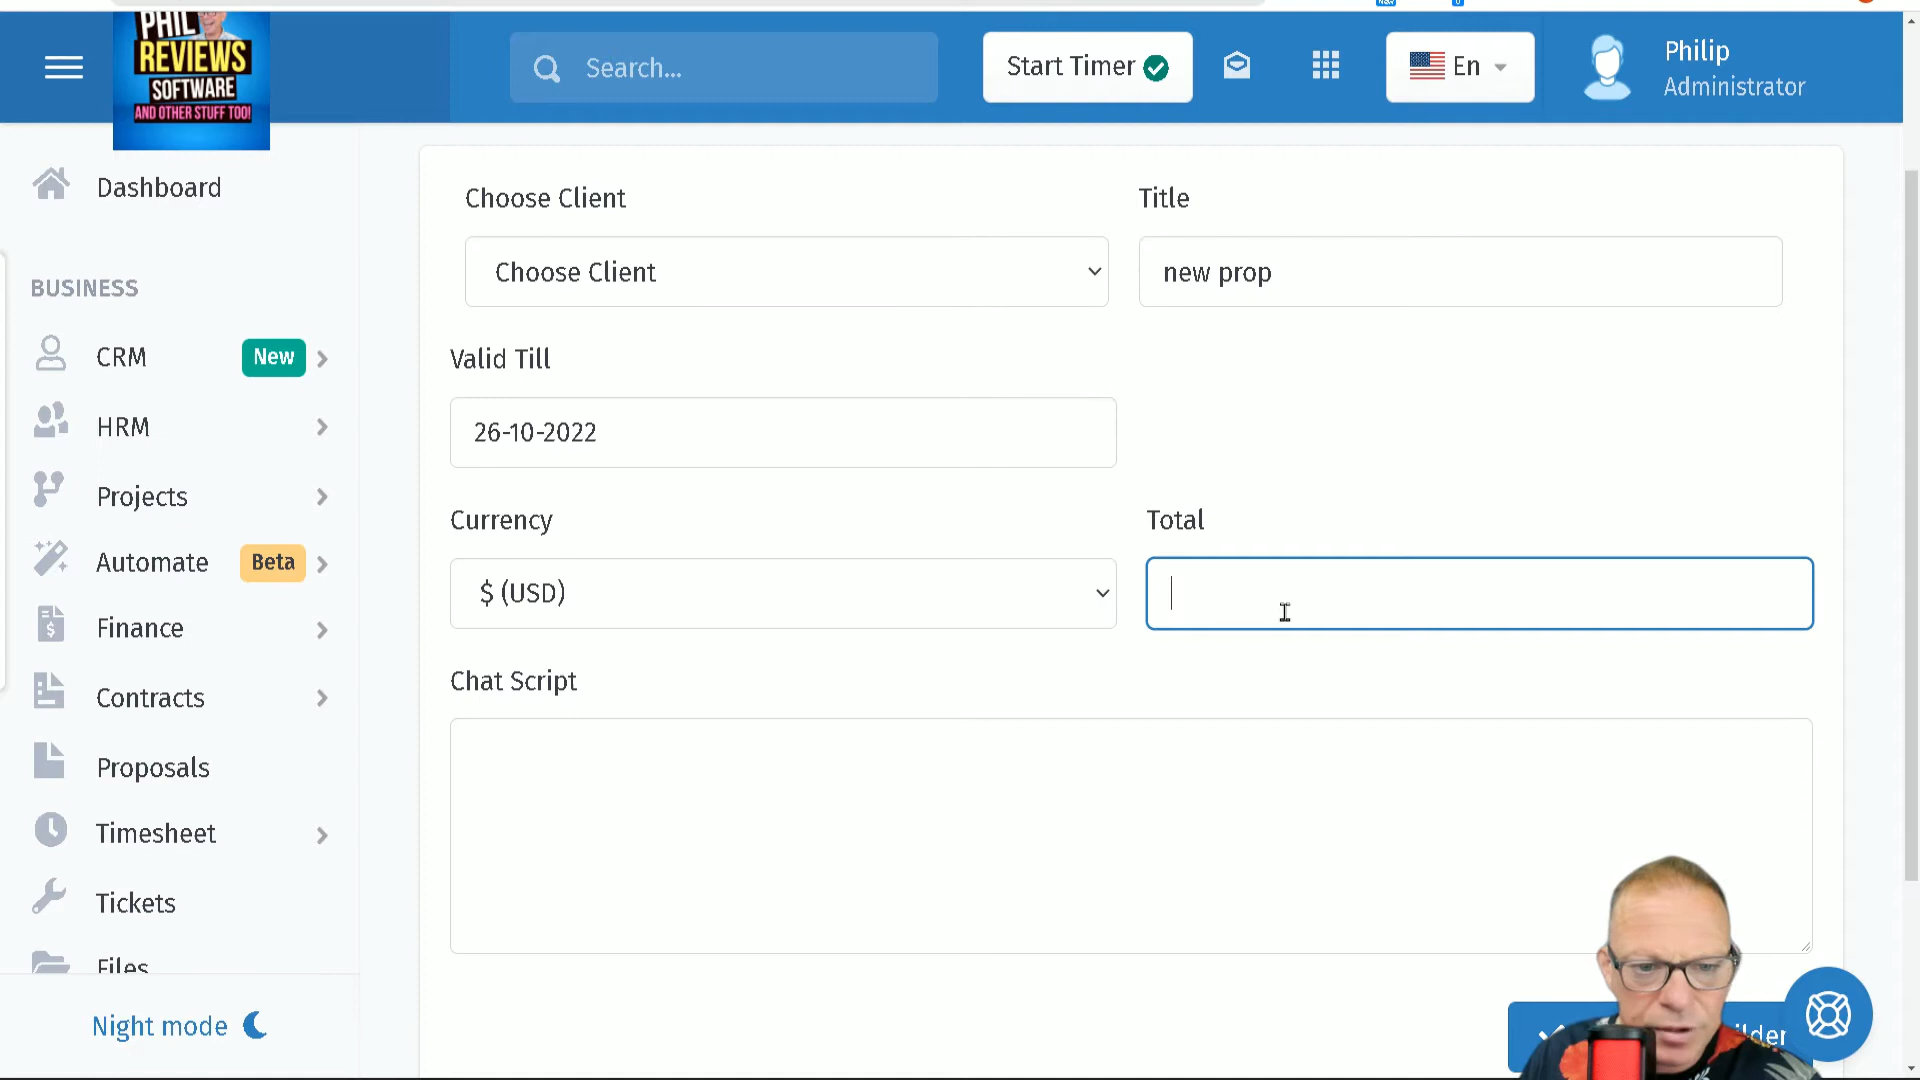 PHIL
REVIEWS
SOFTWARE
AND OTHER STUFF TOO!
Search...
Start Timer
En
Philip
Administrator
Dashboard
BUSINESS
CRM
New
HRM
Projects
Automate
Beta
Finance
Contracts
Proposals
Timesheet
Tickets
Files
Night mode
Choose Client
Title
Choose Client
new prop
Valid Till
26-10-2022
Currency
Total
$ (USD)
Chat Script